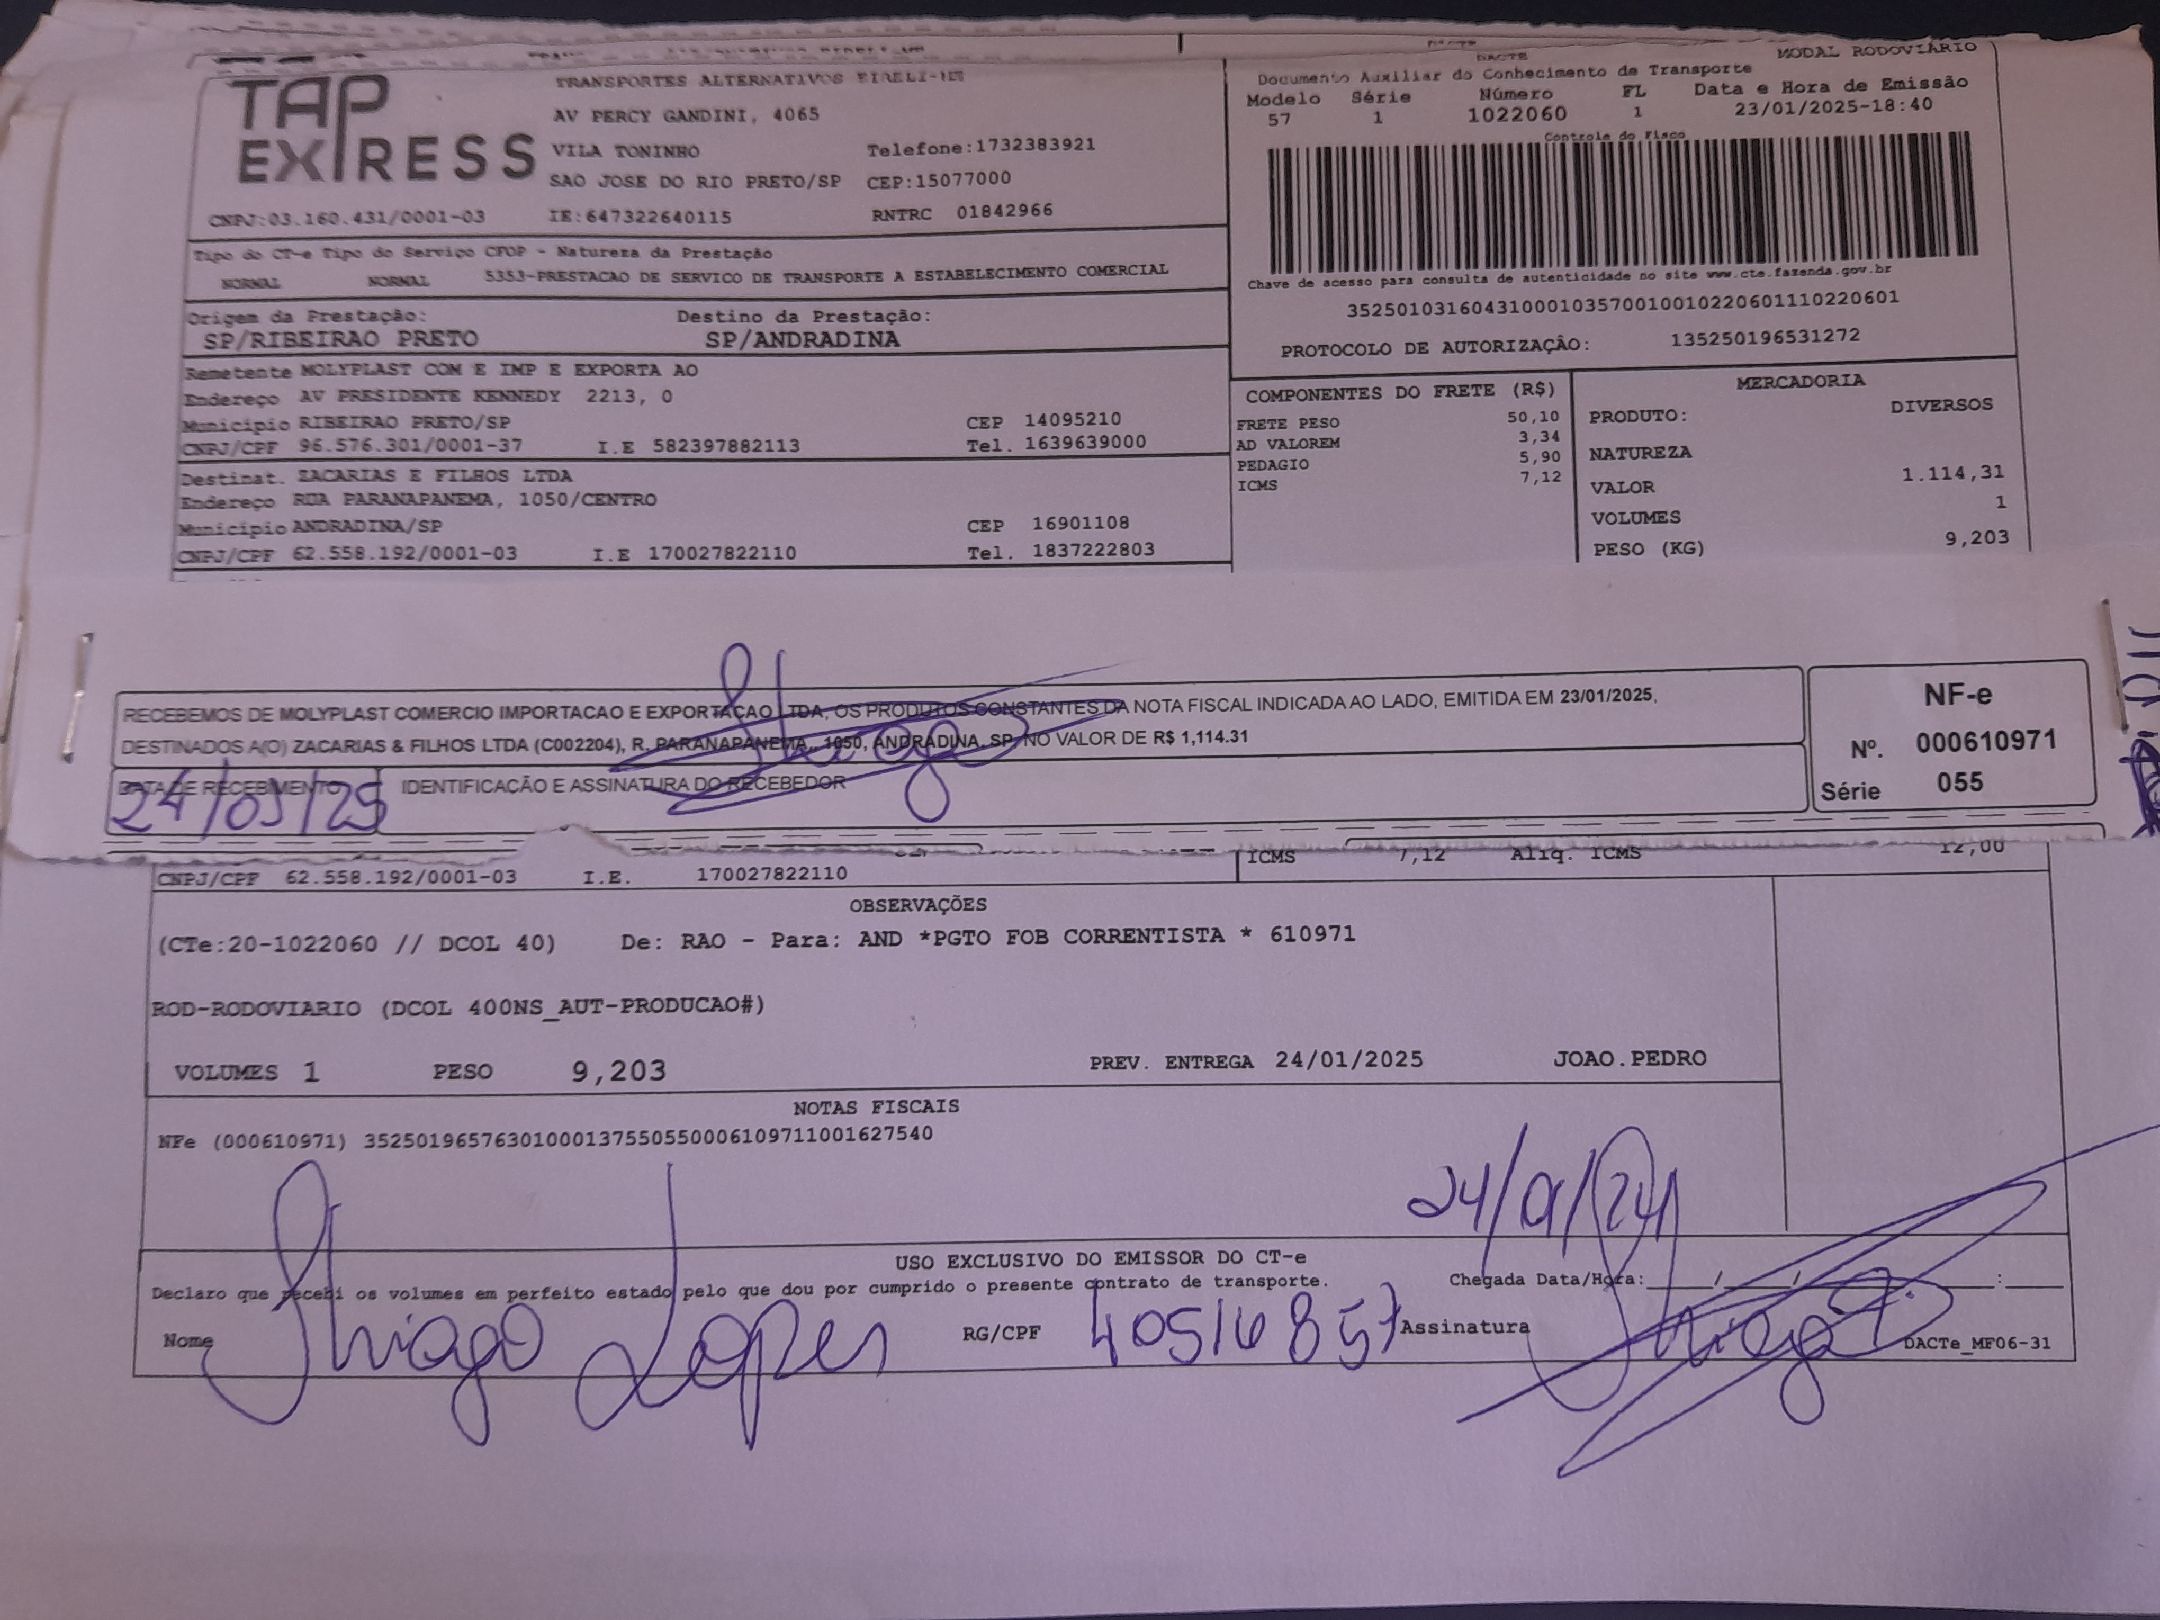 TAP EXPRESS
TRANSPORTES ALTERNATIVOS EIRELI-ME
AV PERCY GANDINI, 4065
VILA TONINHO Telefone:1732383921
SAO JOSE DO RIO PRETO/SP CEP:15077000
CNPJ:03.160.431/0001-03 IE:647322640115 RNTRC 01842966
Tipo do CT-e Tipo do Serviço CFOP - Natureza da Prestação
NORMAL NORMAL 5353-PRESTACAO DE SERVICO DE TRANSPORTE A ESTABELECIMENTO COMERCIAL
Origem da Prestação: Destino da Prestação:
SP/RIBEIRAO PRETO SP/ANDRADINA
Remetente MOLYPLAST COM E IMP E EXPORTA AO
Endereço AV PRESIDENTE KENNEDY 2213, 0
Município RIBEIRAO PRETO/SP CEP 14095210
CNPJ/CPF 96.576.301/0001-37 I.E 582397882113 Tel. 1639639000
Destinat. ZACARIAS E FILHOS LTDA
Endereço RUA PARANAPANEMA, 1050/CENTRO
Município ANDRADINA/SP CEP 16901108
CNPJ/CPF 62.558.192/0001-03 I.E 170027822110 Tel. 1837222803
DACTE MODAL RODOVIÁRIO
Documento Auxiliar do Conhecimento de Transporte
Modelo Série Número FL Data e Hora de Emissão
57 1 1022060 1 23/01/2025-18:40
Controle do Fisco
Chave de acesso para consulta de autenticidade no site www.cte.fazenda.gov.br
35250103160431000103570010010220601110220601
PROTOCOLO DE AUTORIZAÇÃO: 135250196531272
COMPONENTES DO FRETE (R$)
FRETE PESO 50,10
AD VALOREM 3,34
PEDAGIO 5,90
ICMS 7,12
MERCADORIA
PRODUTO: DIVERSOS
NATUREZA
VALOR 1.114,31
VOLUMES 1
PESO (KG) 9,203
RECEBEMOS DE MOLYPLAST COMERCIO IMPORTACAO E EXPORTACAO LTDA, OS PRODUTOS CONSTANTES DA NOTA FISCAL INDICADA AO LADO, EMITIDA EM 23/01/2025,
DESTINADOS A(O) ZACARIAS & FILHOS LTDA (C002204), R. PARANAPANEMA,, 1050, ANDRADINA, SP, NO VALOR DE R$ 1,114.31
DATA DE RECEBIMENTO IDENTIFICAÇÃO E ASSINATURA DO RECEBEDOR
24/01/25 Thiago
NF-e
Nº. 000610971
Série 055
ICMS 7,12 Aliq. ICMS 12,00
CNPJ/CPF 62.558.192/0001-03 I.E. 170027822110
OBSERVAÇÕES
(CTe:20-1022060 // DCOL 40) De: RAO - Para: AND *PGTO FOB CORRENTISTA * 610971
ROD-RODOVIARIO (DCOL 400NS_AUT-PRODUCAO#)
VOLUMES 1 PESO 9,203 PREV. ENTREGA 24/01/2025 JOAO.PEDRO
NOTAS FISCAIS
NFe (000610971) 35250196576301000137550550006109711001627540
24/01/24
USO EXCLUSIVO DO EMISSOR DO CT-e
Declaro que recebi os volumes em perfeito estado pelo que dou por cumprido o presente contrato de transporte. Chegada Data/Hora:____/____/____ ____:____
Nome Thiago Lopes RG/CPF 40516857 Assinatura Thiago
DACTe_MF06-31